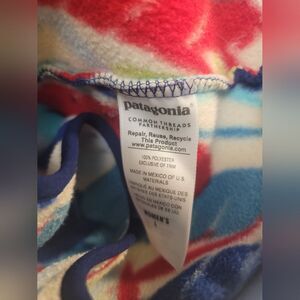 patagonia
COMMON THREADS
PARTNERSHIP
Repair, Reuse, Recycle
This Product
www.patagonia.com
100% POLYESTER
EXCLUSIVE OF TRIM
MADE IN MEXICO OF U.S.
MATERIALS